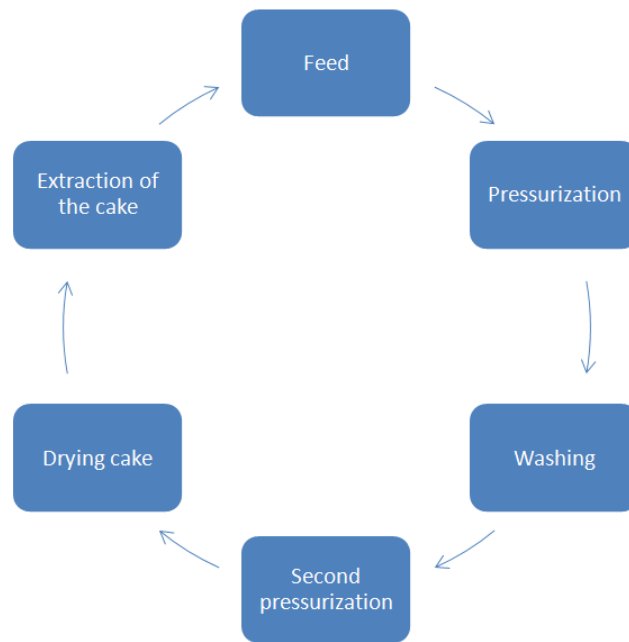 Feed
Pressurization
Washing
Second
pressurization
Drying cake
Extraction of
the cake